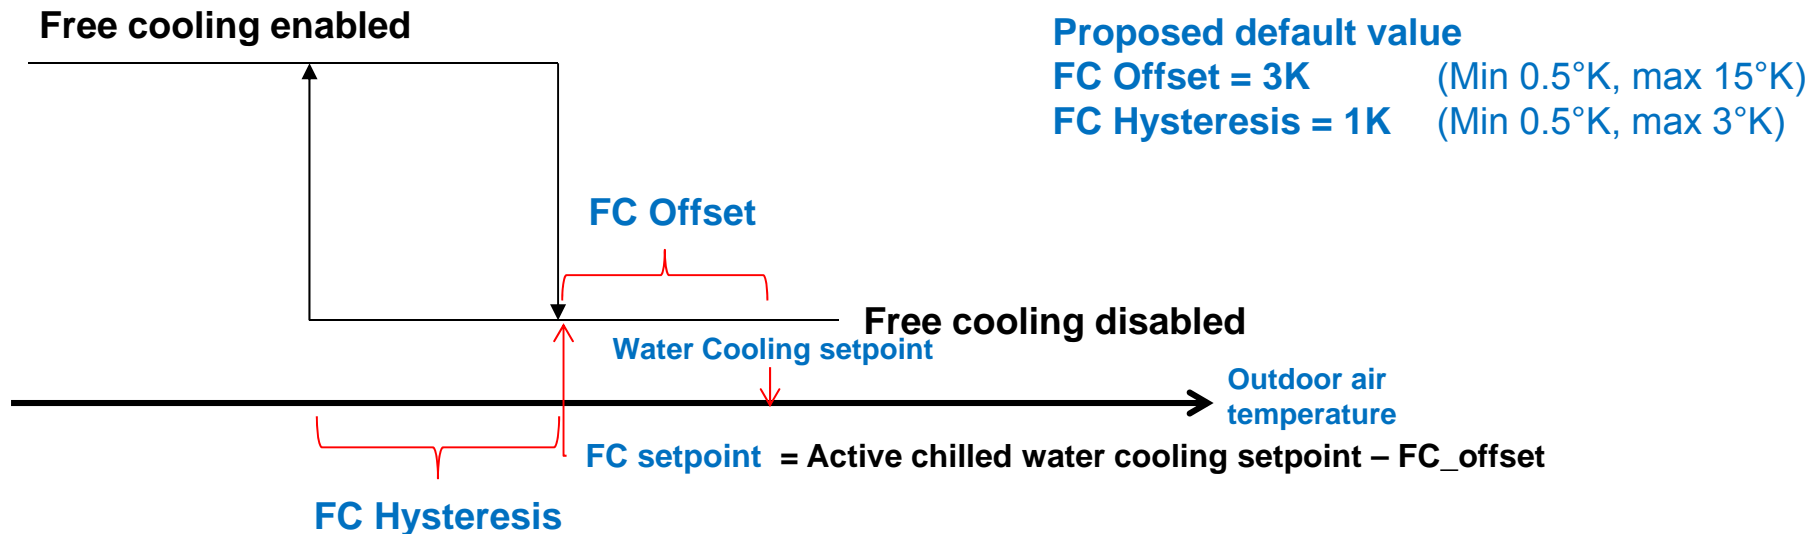 Free cooling enabled
Proposed default value
FC Offset = 3K (Min 0.5°K, max 15°K)
FC Hysteresis = 1K (Min 0.5°K, max 3°K)
FC Offset
Free cooling disabled
Water Cooling setpoint
Outdoor air
temperature
FC setpoint = Active chilled water cooling setpoint – FC_offset
FC Hysteresis